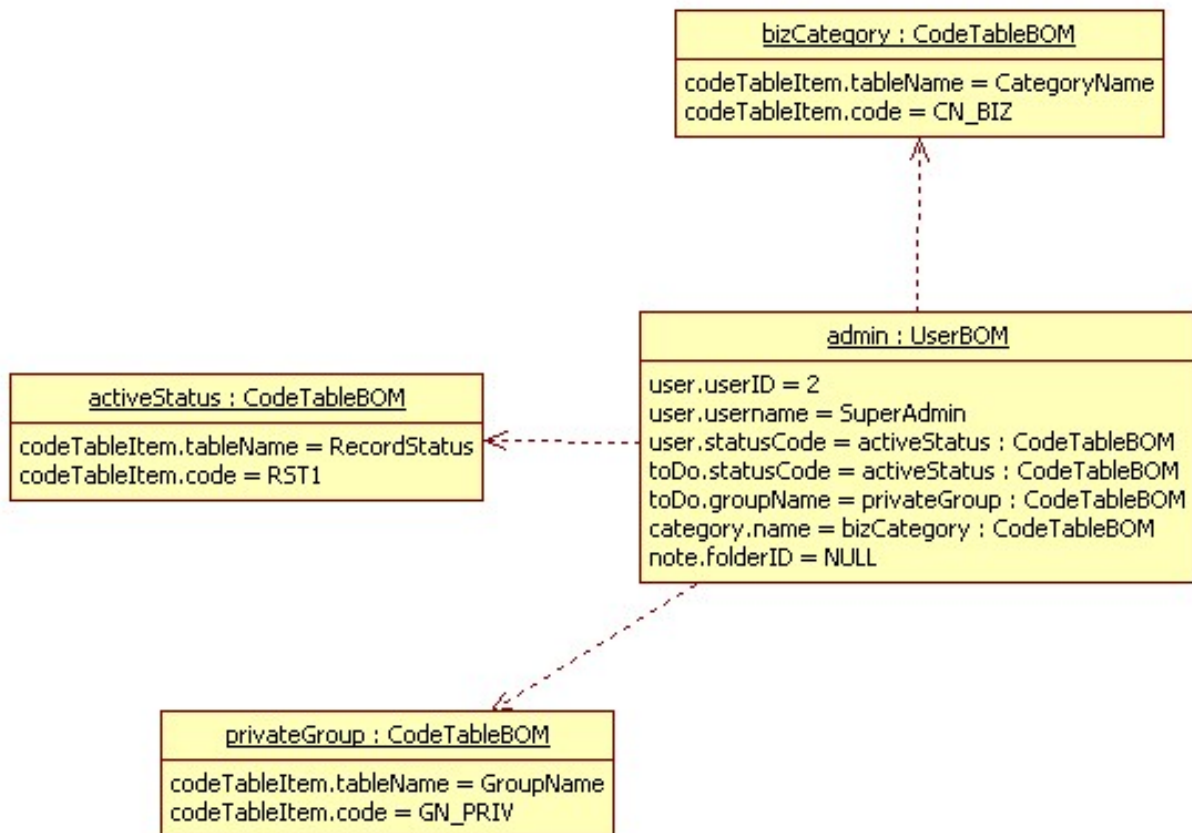 bizCategory : CodeTableBOM
codeTableItem.tableName = CategoryName
codeTableItem.code = CN_BIZ
admin : UserBOM
user.userID = 2
user.username = SuperAdmin
user.statusCode = activeStatus : CodeTableBOM
toDo.statusCode = activeStatus : CodeTableBOM
toDo.groupName = privateGroup : CodeTableBOM
category.name = bizCategory : CodeTableBOM
note.folderID = NULL
activeStatus : CodeTableBOM
codeTableItem.tableName = RecordStatus
codeTableItem.code = RST1
privateGroup : CodeTableBOM
codeTableItem.tableName = GroupName
codeTableItem.code = GN_PRIV